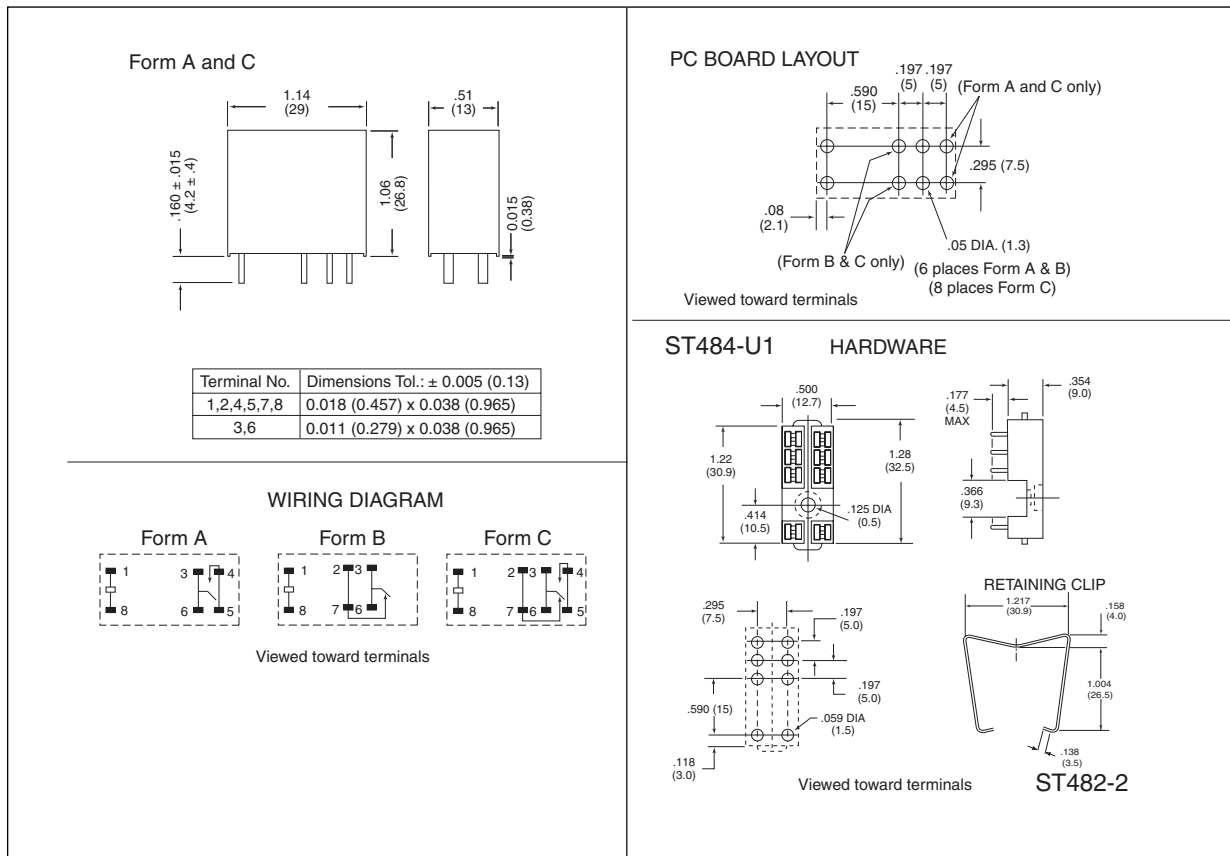 Form A and C
1.14
(29)
.51
(13)
.160 ± .015
(4.2 ± .4)
1.06
(26.8)
0.015
(0.38)
Terminal No. Dimensions Tol.: ± 0.005 (0.13)
1,2,4,5,7,8 0.018 (0.457) x 0.038 (0.965)
3,6 0.011 (0.279) x 0.038 (0.965)
WIRING DIAGRAM
Form A Form B Form C
1 3 4
8 6 5
1 2 3
8 7 6
1 2 3 4
8 7 6 5
Viewed toward terminals
PC BOARD LAYOUT
.590
(15)
.197 .197
(5) (5)
(Form A and C only)
.295 (7.5)
.08
(2.1)
.05 DIA. (1.3)
(Form B & C only)
(6 places Form A & B)
(8 places Form C)
Viewed toward terminals
ST484-U1 HARDWARE
.500
(12.7)
1.22
(30.9)
1.28
(32.5)
.414
(10.5)
.125 DIA
(0.5)
.177
(4.5)
MAX
.354
(9.0)
.366
(9.3)
.295
(7.5)
.197
(5.0)
.197
(5.0)
.590 (15)
.059 DIA
(1.5)
.118
(3.0)
RETAINING CLIP
1.217
(30.9)
.158
(4.0)
1.004
(26.5)
.138
(3.5)
Viewed toward terminals
ST482-2